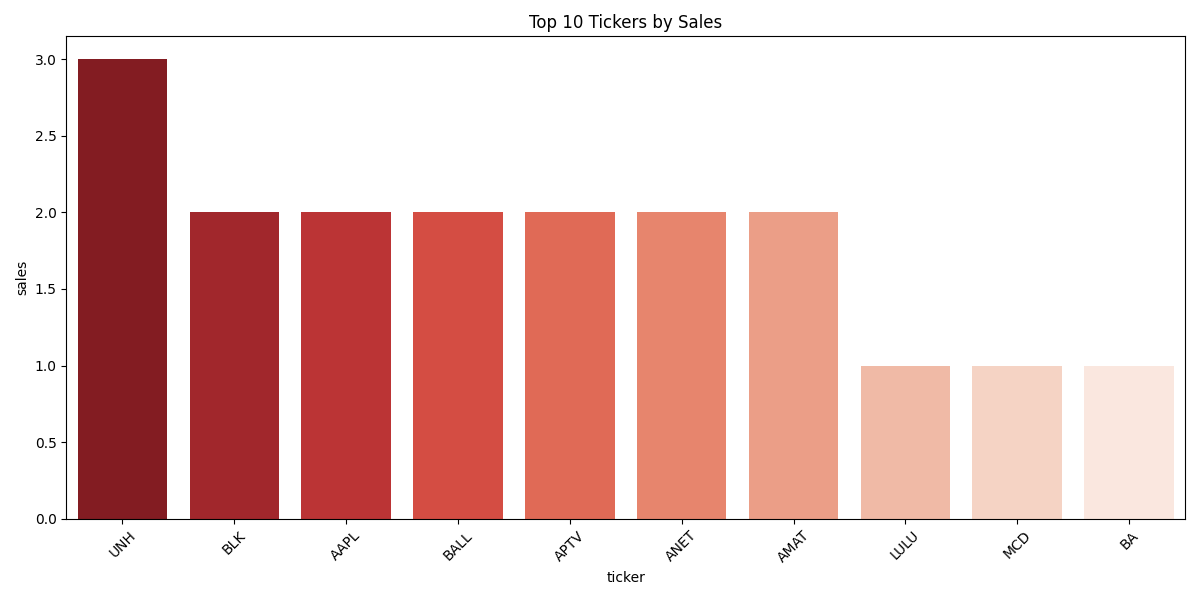 Top 10 Tickers by Sales
sales
3.0
2.5
2.0
1.5
1.0
0.5
0.0
UNH
BLK
AAPL
BALL
APTV
ANET
AMAT
LULU
MCD
BA
ticker